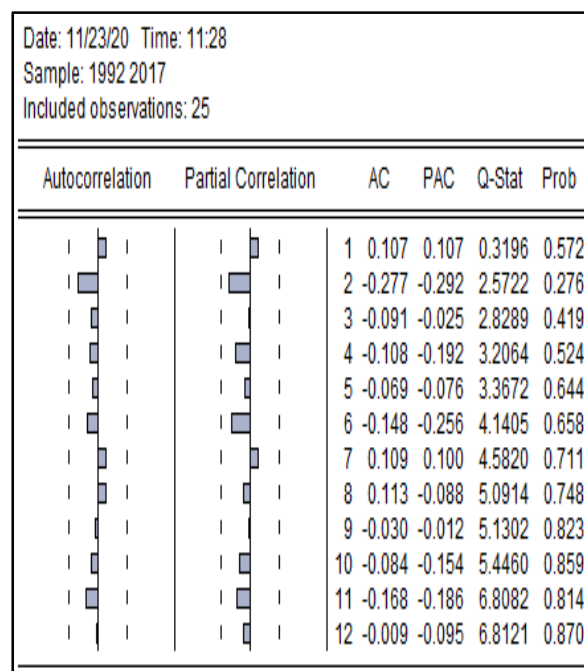 Date: 11/23/20 Time: 11:28
Sample: 1992 2017
Included observations: 25
Autocorrelation Partial Correlation AC PAC Q-Stat Prob
1 0.107 0.107 0.3196 0.572
2 -0.277 -0.292 2.5722 0.276
3 -0.091 -0.025 2.8289 0.419
4 -0.108 -0.192 3.2064 0.524
5 -0.069 -0.076 3.3672 0.644
6 -0.148 -0.256 4.1405 0.658
7 0.109 0.100 4.5820 0.711
8 0.113 -0.088 5.0914 0.748
9 -0.030 -0.012 5.1302 0.823
10 -0.084 -0.154 5.4460 0.859
11 -0.168 -0.186 6.8082 0.814
12 -0.009 -0.095 6.8121 0.870